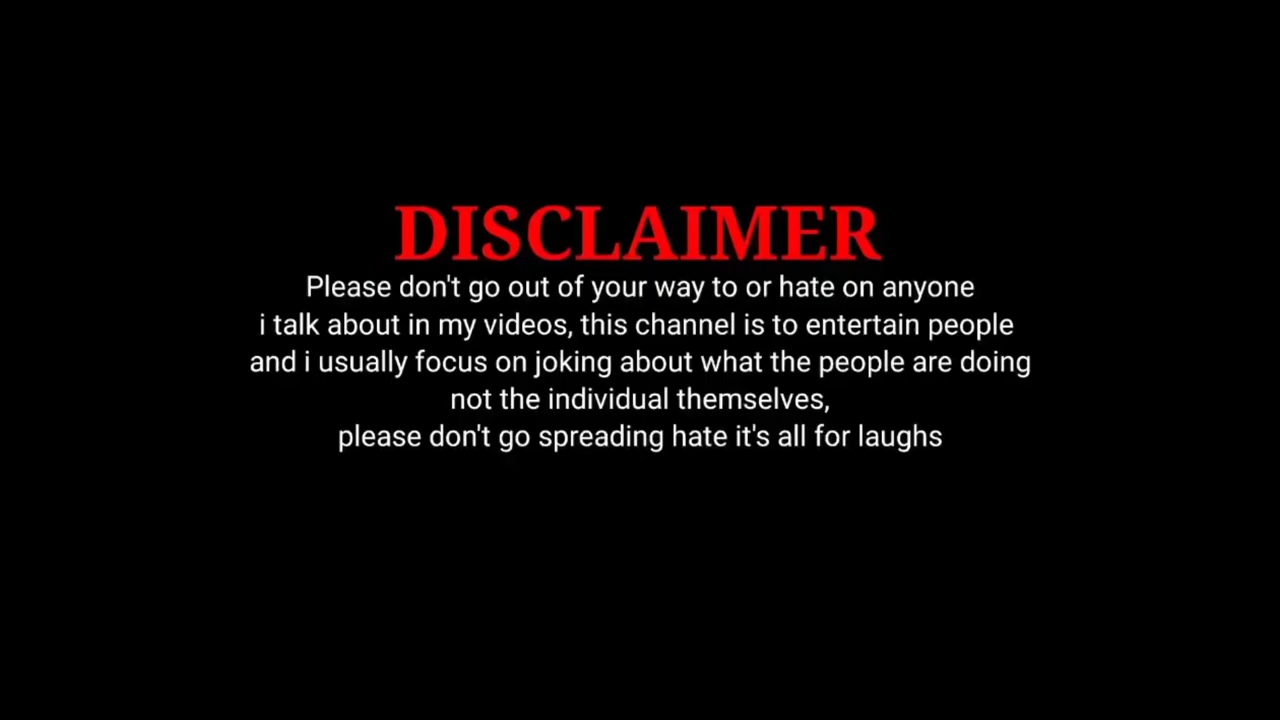 DISCLAIMER
Please don't go out of your way to or hate on anyone
i talk about in my videos, this channel is to entertain people
and i usually focus on joking about what the people are doing
not the individual themselves,
please don't go spreading hate it's all for laughs